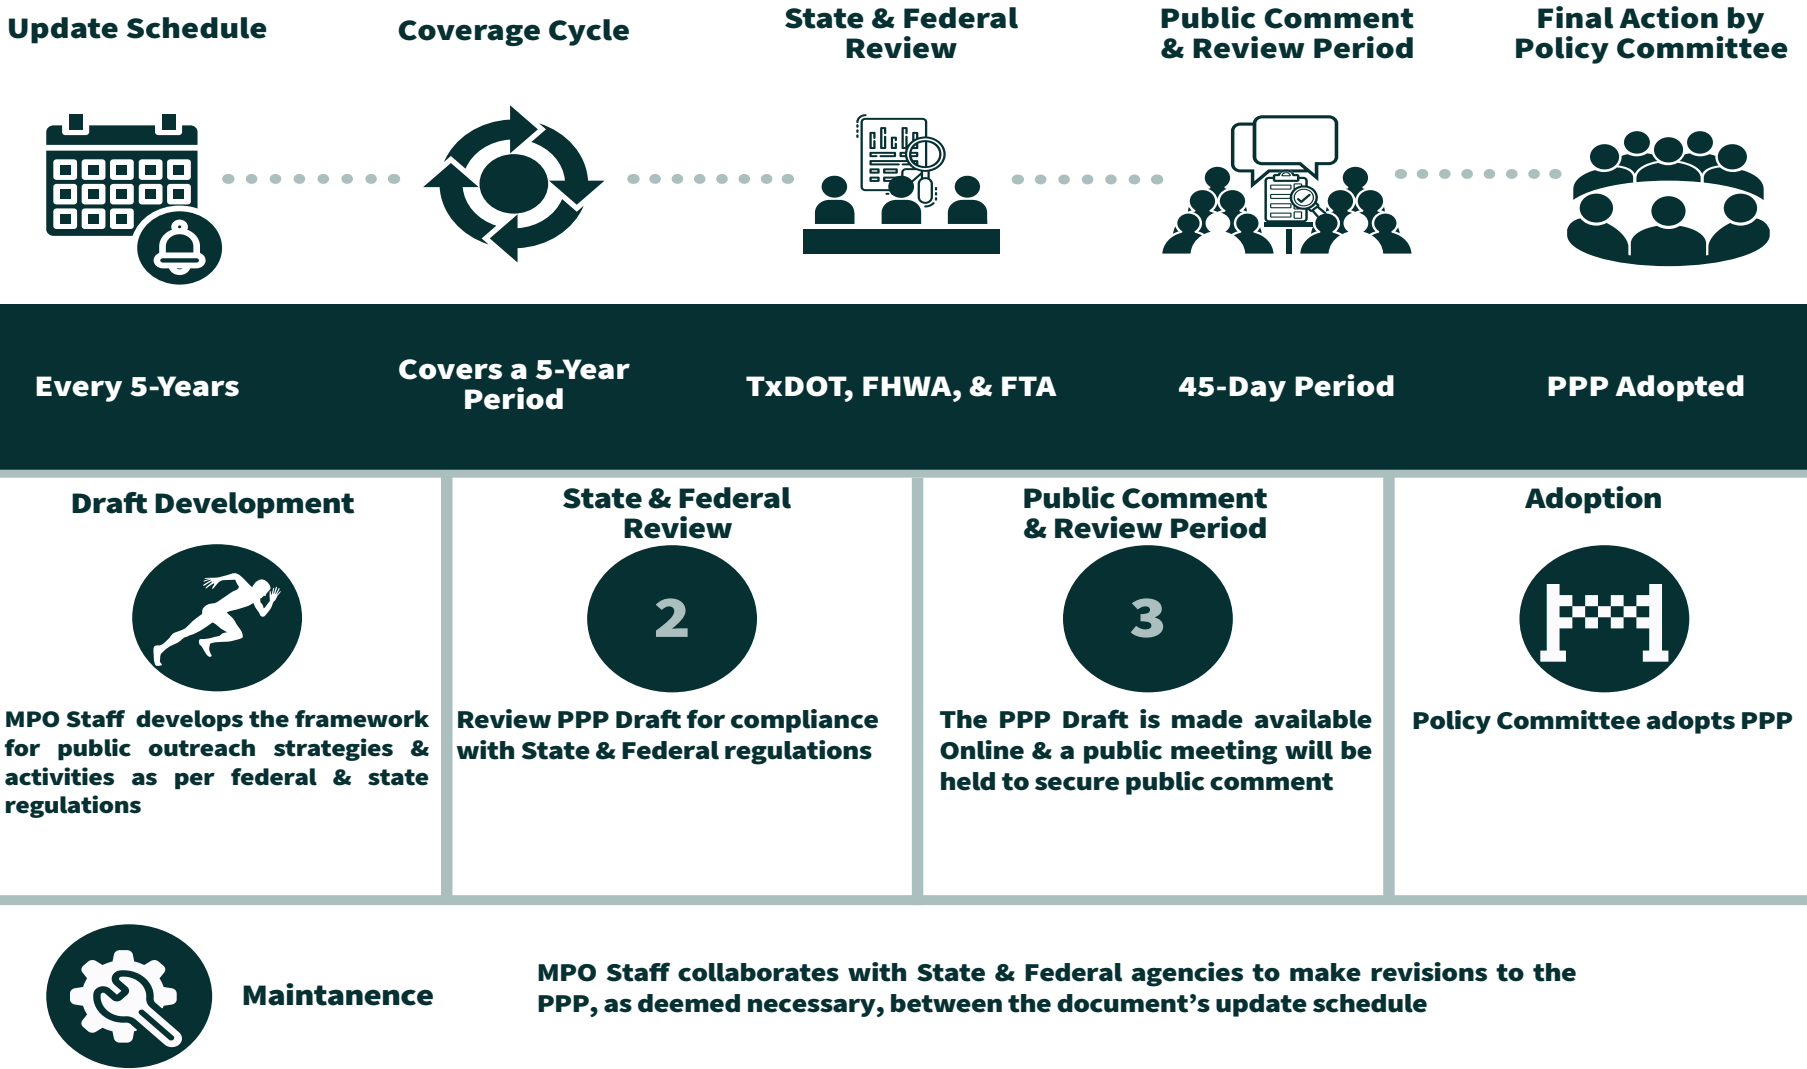 Update Schedule
Coverage Cycle
State & Federal
Review
Public Comment
& Review Period
Final Action by
Policy Committee
Every 5-Years
Covers a 5-Year
Period
TxDOT, FHWA, & FTA
45-Day Period
PPP Adopted
Draft Development
MPO Staff develops the framework
for public outreach strategies &
activities as per federal & state
regulations
State & Federal
Review
2
Review PPP Draft for compliance
with State & Federal regulations
Public Comment
& Review Period
3
The PPP Draft is made available
Online & a public meeting will be
held to secure public comment
Adoption
Policy Committee adopts PPP
Maintanence
MPO Staff collaborates with State & Federal agencies to make revisions to the
PPP, as deemed necessary, between the document’s update schedule